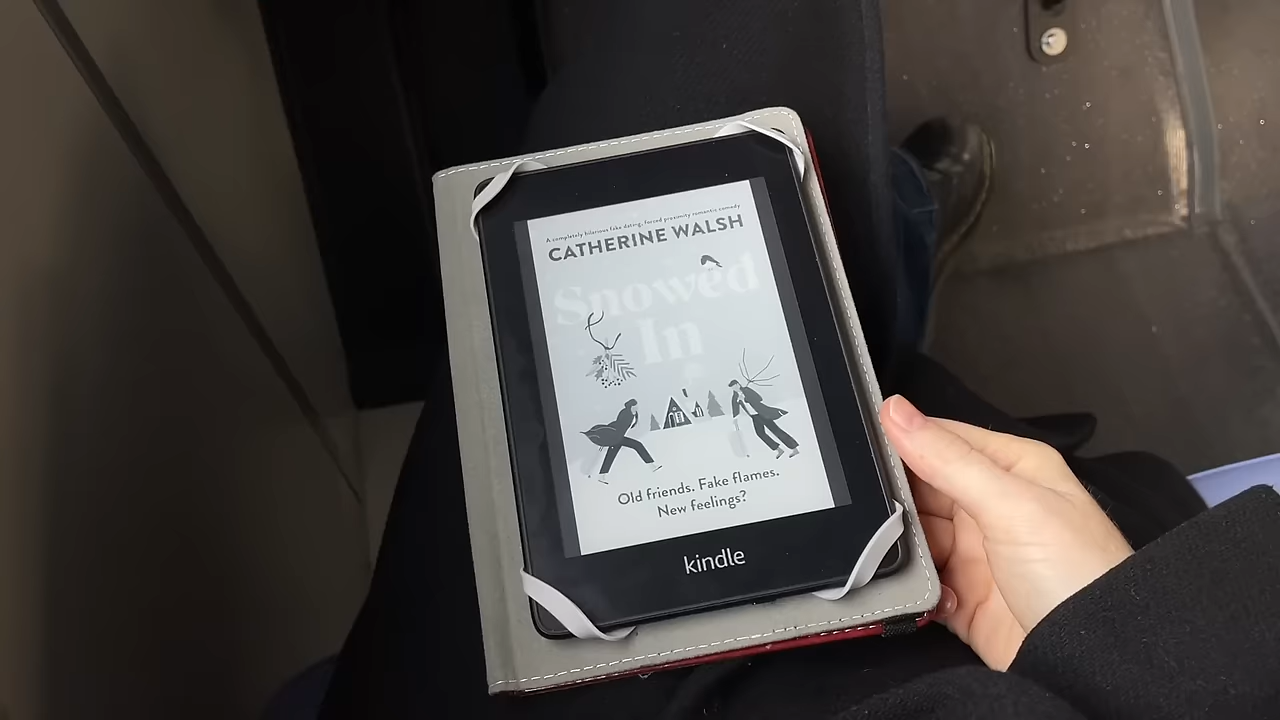 A completely hilarious fake dating, forced proximity romantic comedy
CATHERINE WALSH
Snowed
In
Old friends. Fake flames.
New feelings?
kindle